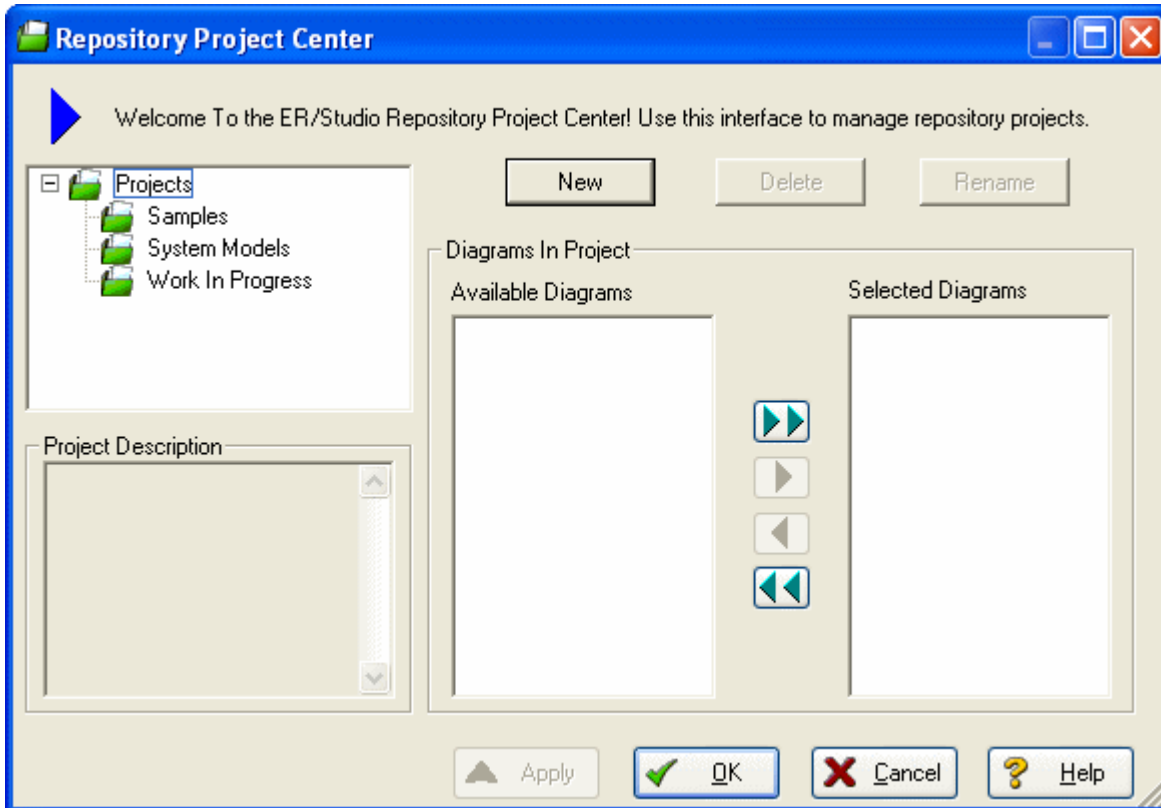 Repository Project Center
Welcome To the ER/Studio Repository Project Center! Use this interface to manage repository projects.
Projects
Samples
System Models
Work In Progress
New
Delete
Rename
Project Description
Diagrams In Project
Available Diagrams
Selected Diagrams
Apply
OK
Cancel
Help